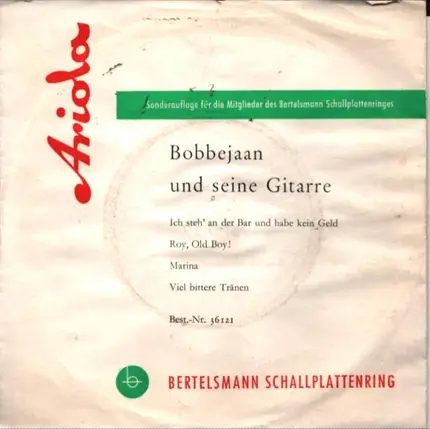 Ariola
Sonderauflage für die Mitglieder des Bertelsmann Schallplattenringes
Bobbejaan
und seine Gitarre
Ich steh' an der Bar und habe kein Geld
Roy, Old Boy!
Marina
Viel bittere Tränen
Best.-Nr. 36121
BERTELSMANN SCHALLPLATTENRING